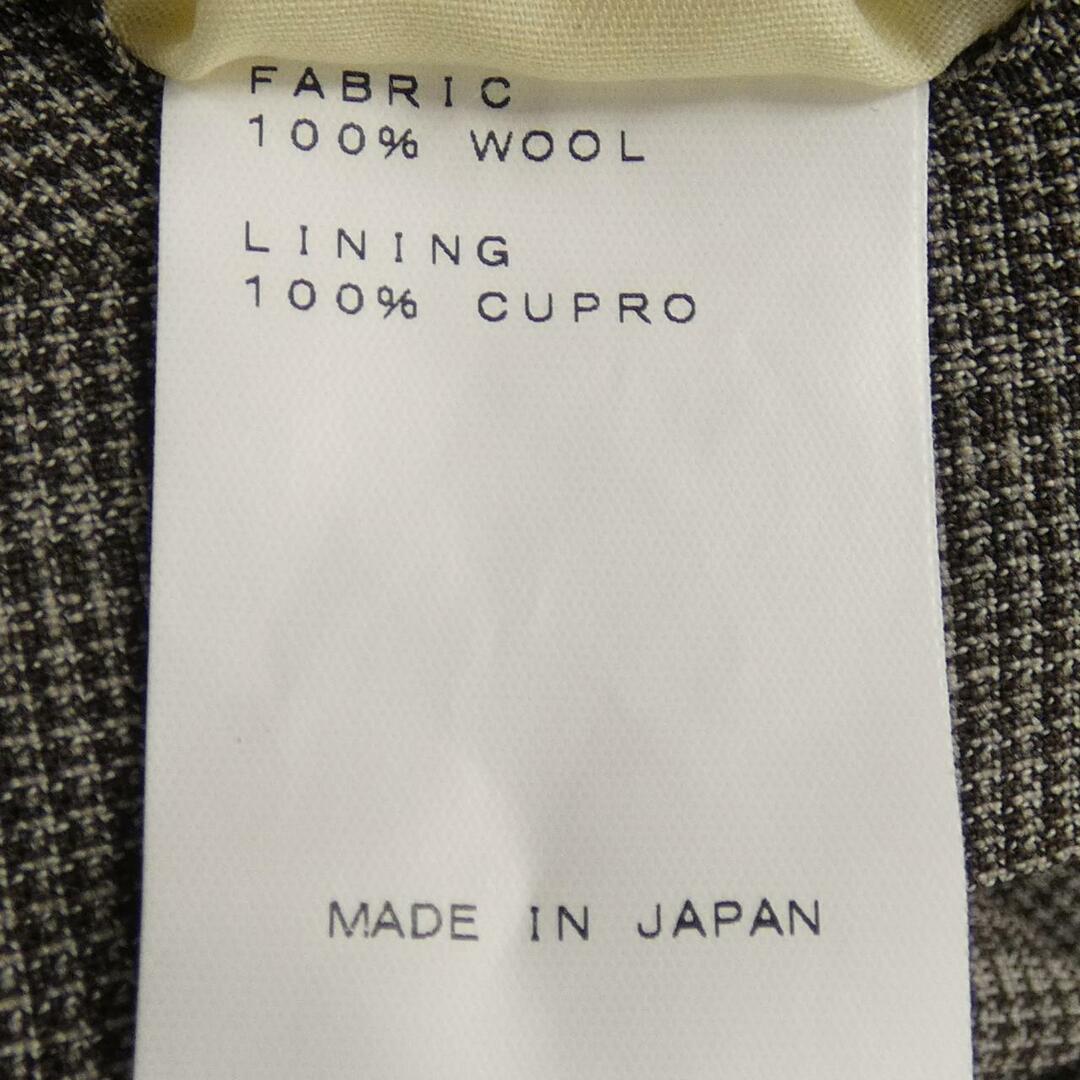 FABRIC
100% WOOL
LINING
100% CUPRO
MADE IN JAPAN